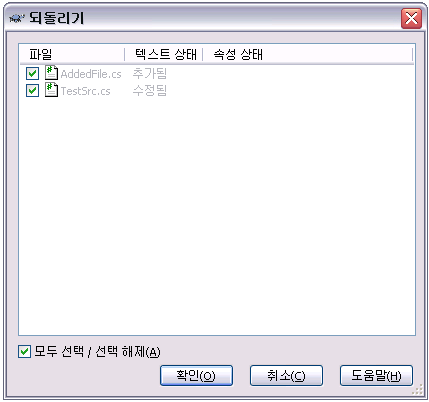 되돌리기
파일 텍스트 상태 속성 상태
AddedFile.cs 추가됨
TestSrc.cs 수정됨
모두 선택 / 선택 해제(A)
확인(O) 취소(C) 도움말(H)